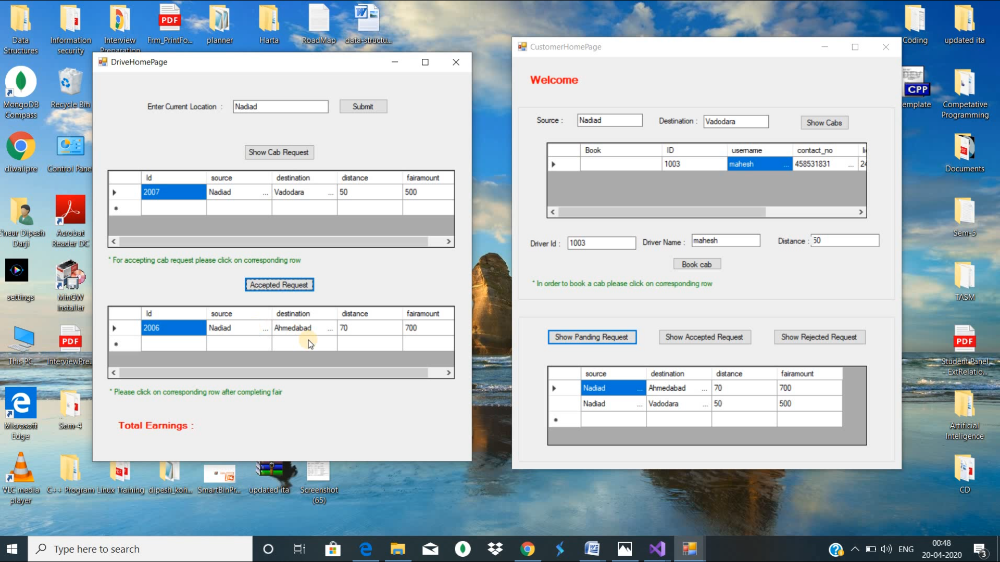 Data
Structures
Information
security
Interview
Preparation
PDF
Frm_PrintFo...
planner
Harta
RoadMap
data-structu...
Coding
updated ita
MongoDB
Compass
Recycle Bin
CPP
Competative
Programming
diwalipre
Documents
Acrobat
Reader DC
Darji
Sem-5
settings
MinGW
Installer
TASM
This PC
PDF
InterviewPre...
PDF
Student Panel
- ExtRelatio...
Microsoft
Edge
Sem-4
Artificial
Inteligence
VLC media
player
C++ Program
Linux Training
dipesh_koh...
SmartBinPr...
updated ita
Screenshot
(65)
CD
DriveHomePage
Enter Current Location :
Nadiad
Submit
Show Cab Request
Id source destination distance fairamount
2007 Nadiad ... Vadodara ... 50 500
* For accepting cab request please click on corresponding row
Accepted Request
Id source destination distance fairamount
2006 Nadiad ... Ahmedabad ... 70 700
* Please click on corresponding row after completing fair
Total Earnings :
CustomerHomePage
Welcome
Source : Nadiad Destination : Vadodara Show Cabs
Book ID username contact_no
1003 mahesh ... 458531831 ...
Driver Id : 1003 Driver Name : mahesh Distance : 50
Book cab
* In order to book a cab please click on corresponding row
Show Panding Request Show Accepted Request Show Rejected Request
source destination distance fairamount
Nadiad ... Ahmedabad ... 70 700
Nadiad ... Vadodara ... 50 500
Type here to search
ENG
00:48
20-04-2020
3